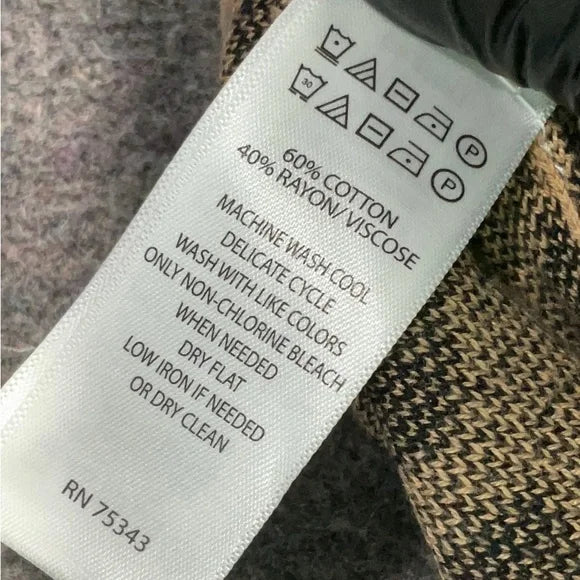 P
30
P
60% COTTON
40% RAYON/VISCOSE
MACHINE WASH COOL
DELICATE CYCLE
WASH WITH LIKE COLORS
ONLY NON-CHLORINE BLEACH
WHEN NEEDED
DRY FLAT
LOW IRON IF NEEDED
OR DRY CLEAN
RN 75343